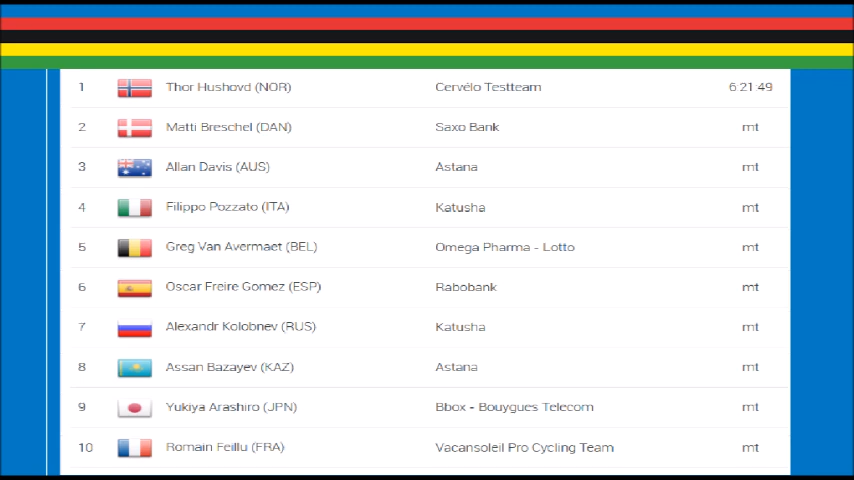 1 Thor Hushovd (NOR) Cervélo Testteam 6:21:49
2 Matti Breschel (DAN) Saxo Bank mt
3 Allan Davis (AUS) Astana mt
4 Filippo Pozzato (ITA) Katusha mt
5 Greg Van Avermaet (BEL) Omega Pharma - Lotto mt
6 Oscar Freire Gomez (ESP) Rabobank mt
7 Alexandr Kolobnev (RUS) Katusha mt
8 Assan Bazayev (KAZ) Astana mt
9 Yukiya Arashiro (JPN) Bbox - Bouygues Telecom mt
10 Romain Feillu (FRA) Vacansoleil Pro Cycling Team mt